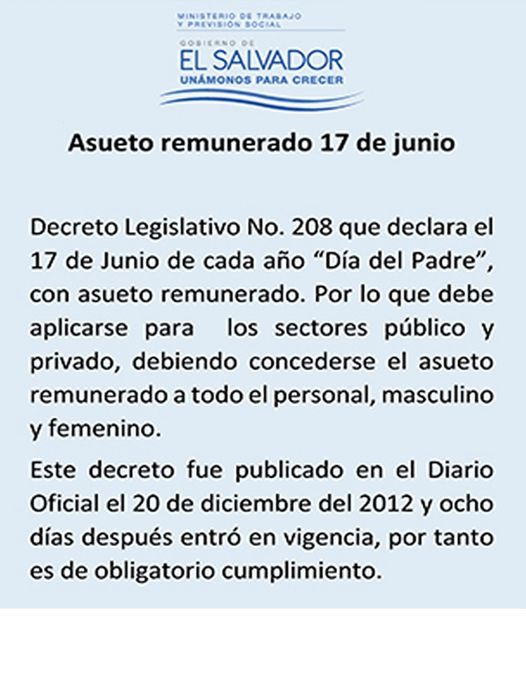 MINISTERIO DE TRABAJO
Y PREVISIÓN SOCIAL
GOBIERNO DE
EL SALVADOR
UNÁMONOS PARA CRECER
Asueto remunerado 17 de junio
Decreto Legislativo No. 208 que declara el
17 de Junio de cada año “Día del Padre”,
con asueto remunerado. Por lo que debe
aplicarse para los sectores público y
privado, debiendo concederse el asueto
remunerado a todo el personal, masculino
y femenino.
Este decreto fue publicado en el Diario
Oficial el 20 de diciembre del 2012 y ocho
días después entró en vigencia, por tanto
es de obligatorio cumplimiento.